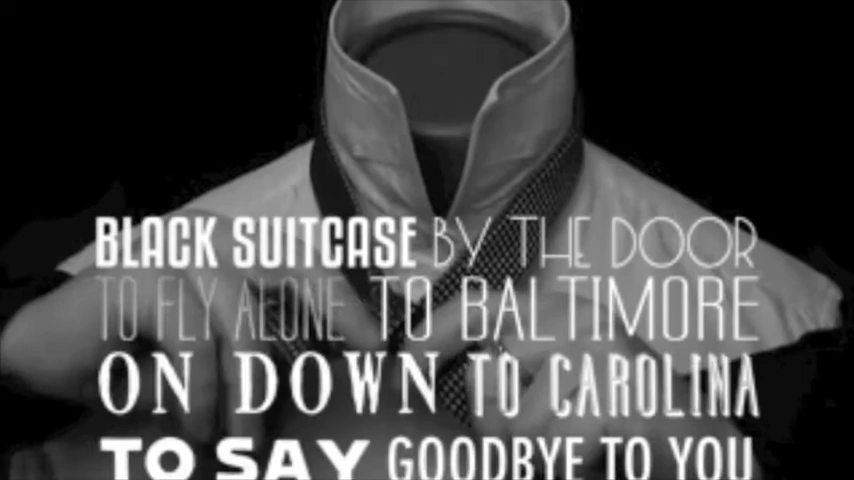 BLACK SUITCASE BY THE DOOR
TO FLY ALONE TO BALTIMORE
ON DOWN TO CAROLINA
TO SAY GOODBYE TO YOU